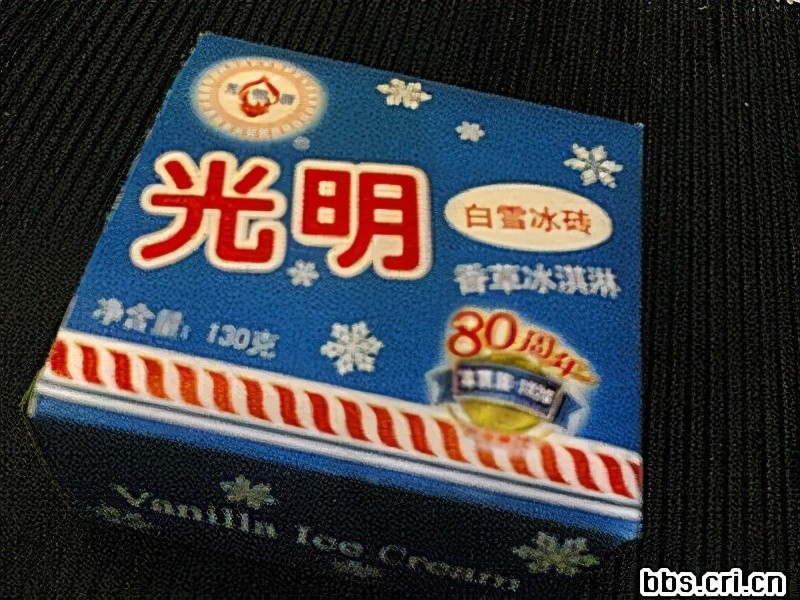 光明
白雪冰砖
香草冰淇淋
净含量：130克
80周年
Vanilla Ice Cream
bbs.cri.cn